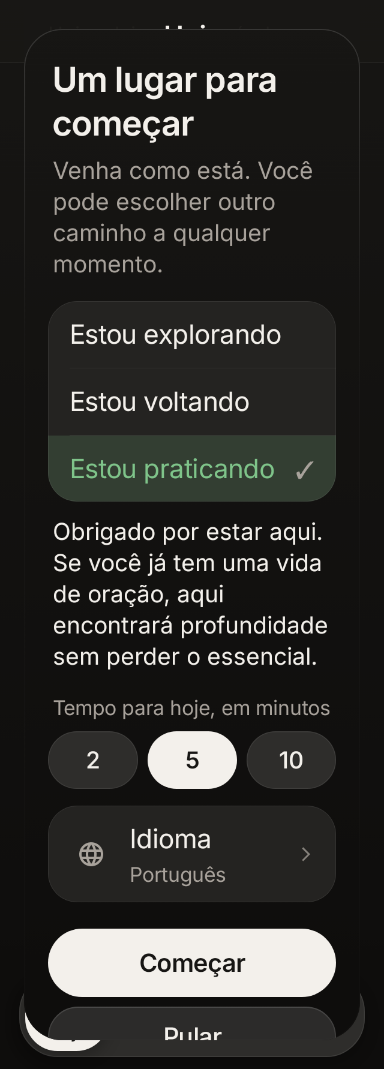 Um lugar para
começar
Venha como está. Você
pode escolher outro
caminho a qualquer
momento.
Estou explorando
Estou voltando
Estou praticando ✓
Obrigado por estar aqui.
Se você já tem uma vida
de oração, aqui
encontrará profundidade
sem perder o essencial.
Tempo para hoje, em minutos
2 5 10
Idioma
Português
Começar
Pular